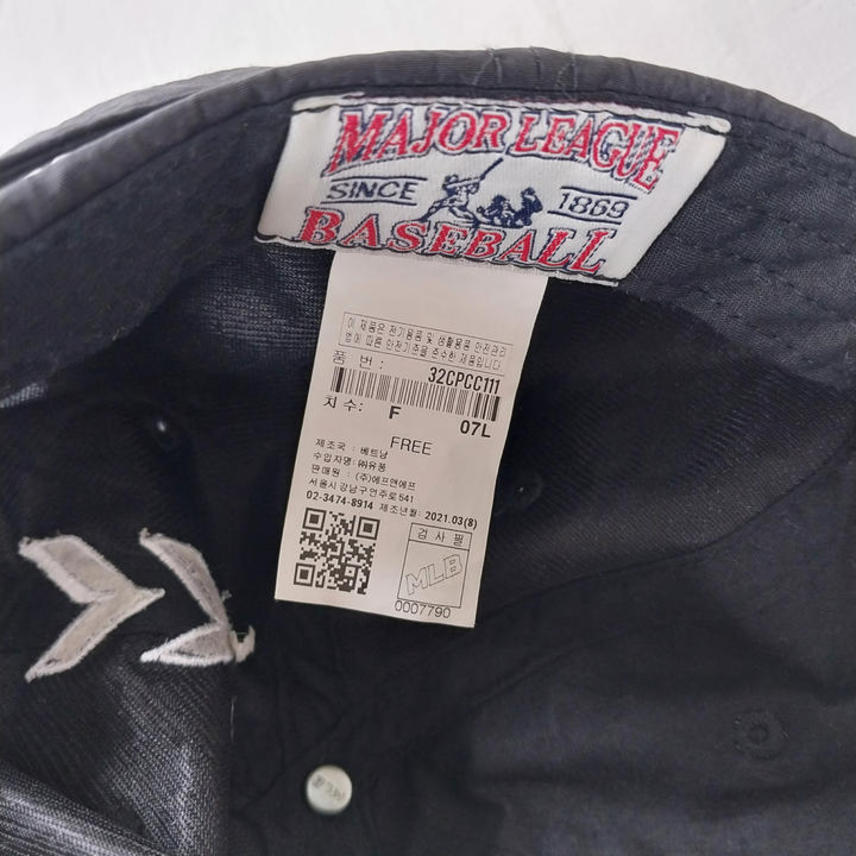 MAJOR LEAGUE
SINCE 1869
BASEBALL
이 제품은 전기용품 및 생활용품 안전관리
법에 따른 안전기준을 준수한 제품입니다.
품 번 : 32CPCC111
치수: F 07L
FREE
제조국 : 베트남
수입자명: ㈜유풍
판매원 : (주)에프앤에프
서울시 강남구 언주로 541
02-3474-8914 제조년월: 2021.03(8)
검 사 필
MLB
0007790